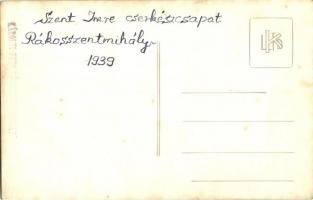 Szent Imre cserkészcsapat
Rákosszentmihály
1939